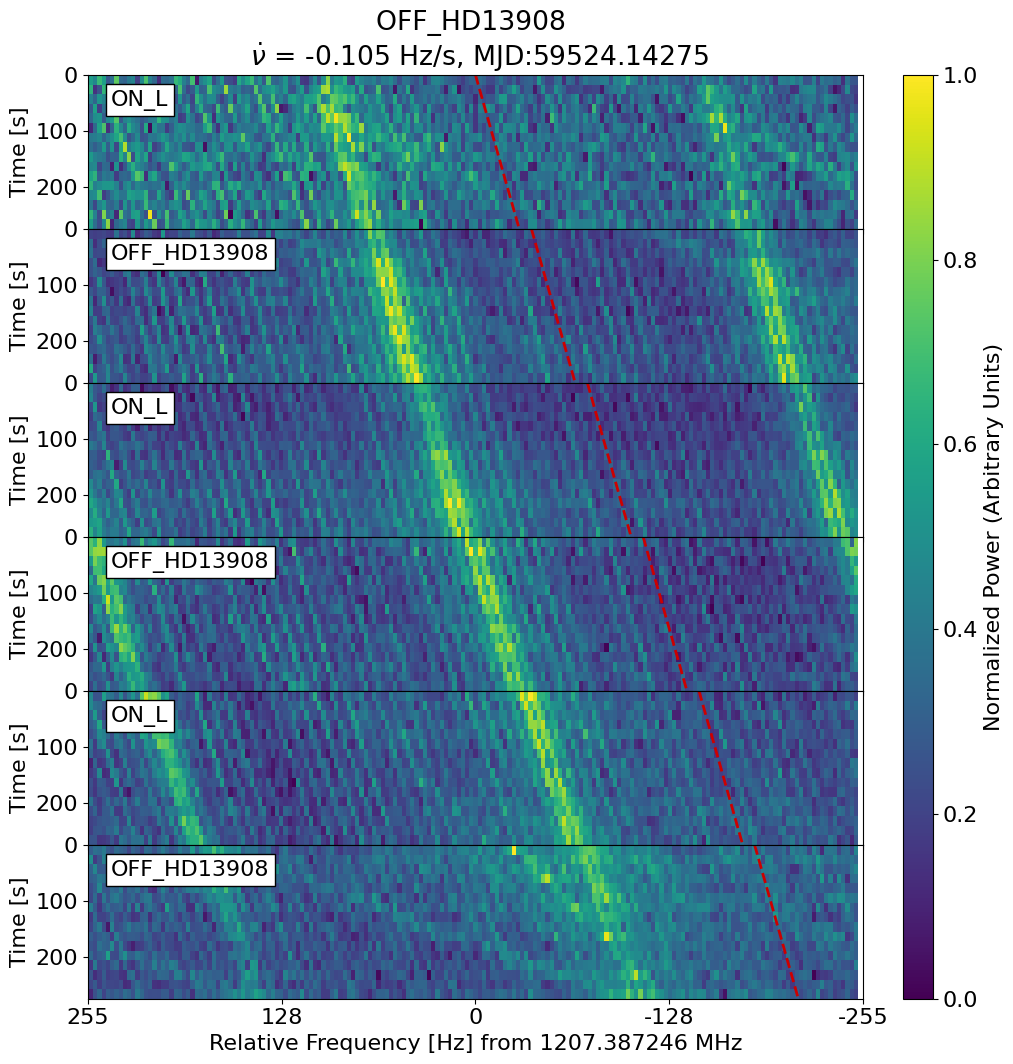 OFF_HD13908
ν̇ = -0.105 Hz/s, MJD:59524.14275
0
100
200
Time [s]
ON_L
0
100
200
Time [s]
OFF_HD13908
0
100
200
Time [s]
ON_L
0
100
200
Time [s]
OFF_HD13908
0
100
200
Time [s]
ON_L
0
100
200
Time [s]
OFF_HD13908
255
128
0
-128
-255
Relative Frequency [Hz] from 1207.387246 MHz
1.0
0.8
0.6
0.4
0.2
0.0
Normalized Power (Arbitrary Units)